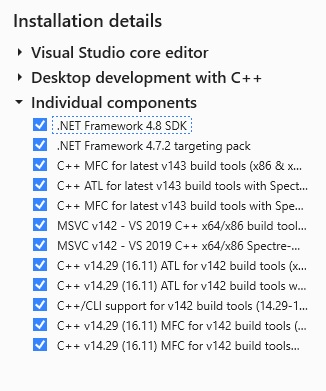 Installation details
Visual Studio core editor
Desktop development with C++
Individual components
.NET Framework 4.8 SDK
.NET Framework 4.7.2 targeting pack
C++ MFC for latest v143 build tools (x86 & x...
C++ ATL for latest v143 build tools with Spect...
C++ MFC for latest v143 build tools with Spe...
MSVC v142 - VS 2019 C++ x64/x86 build tool...
MSVC v142 - VS 2019 C++ x64/x86 Spectre-...
C++ v14.29 (16.11) ATL for v142 build tools (x...
C++ v14.29 (16.11) ATL for v142 build tools w...
C++/CLI support for v142 build tools (14.29-1...
C++ v14.29 (16.11) MFC for v142 build tools (...
C++ v14.29 (16.11) MFC for v142 build tools...